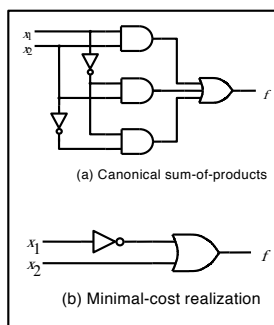 x1
x2
f
(a) Canonical sum-of-products
x1
x2
f
(b) Minimal-cost realization